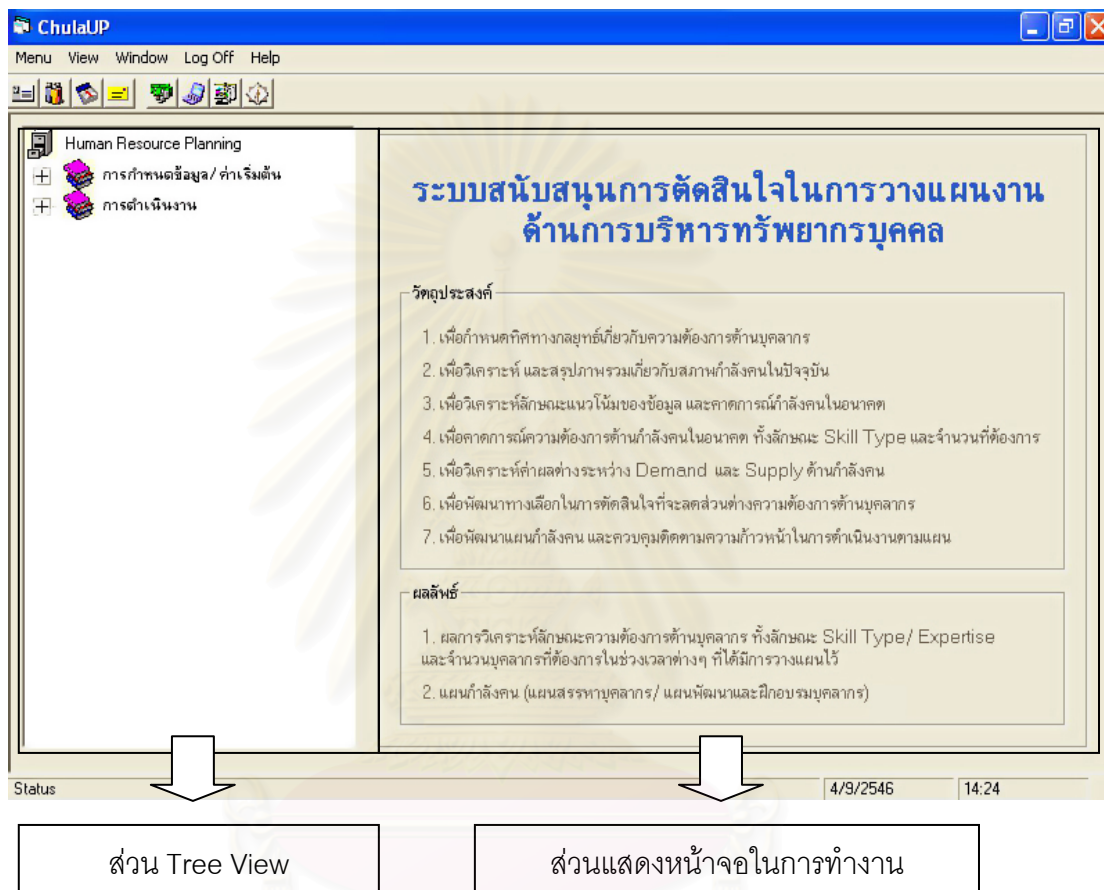 ChulaUP
Menu View Window Log Off Help
Human Resource Planning
การกำหนดข้อมูล/ ค่าเริ่มต้น
การดำเนินงาน
ระบบสนับสนุนการตัดสินใจในการวางแผนงาน
ด้านการบริหารทรัพยากรบุคคล
วัตถุประสงค์
1. เพื่อกำหนดทิศทางกลยุทธ์เกี่ยวกับความต้องการด้านบุคลากร
2. เพื่อวิเคราะห์ และสรุปภาพรวมเกี่ยวกับสภาพกำลังคนในปัจจุบัน
3. เพื่อวิเคราะห์ลักษณะแนวโน้มของข้อมูล และคาดการณ์กำลังคนในอนาคต
4. เพื่อคาดการณ์ความต้องการด้านกำลังคนในอนาคต ทั้งลักษณะ Skill Type และจำนวนที่ต้องการ
5. เพื่อวิเคราะห์ค่าผลต่างระหว่าง Demand และ Supply ด้านกำลังคน
6. เพื่อพัฒนาทางเลือกในการตัดสินใจที่จะลดส่วนต่างความต้องการด้านบุคลากร
7. เพื่อพัฒนาแผนกำลังคน และควบคุมติดตามความก้าวหน้าในการดำเนินงานตามแผน
ผลลัพธ์
1. ผลการวิเคราะห์ลักษณะความต้องการด้านบุคลากร ทั้งลักษณะ Skill Type/ Expertise
และจำนวนบุคลากรที่ต้องการในช่วงเวลาต่างๆ ที่ได้มีการวางแผนไว้
2. แผนกำลังคน (แผนสรรหาบุคลากร/ แผนพัฒนาและฝึกอบรมบุคลากร)
Status 4/9/2546 14:24
ส่วน Tree View
ส่วนแสดงหน้าจอในการทำงาน